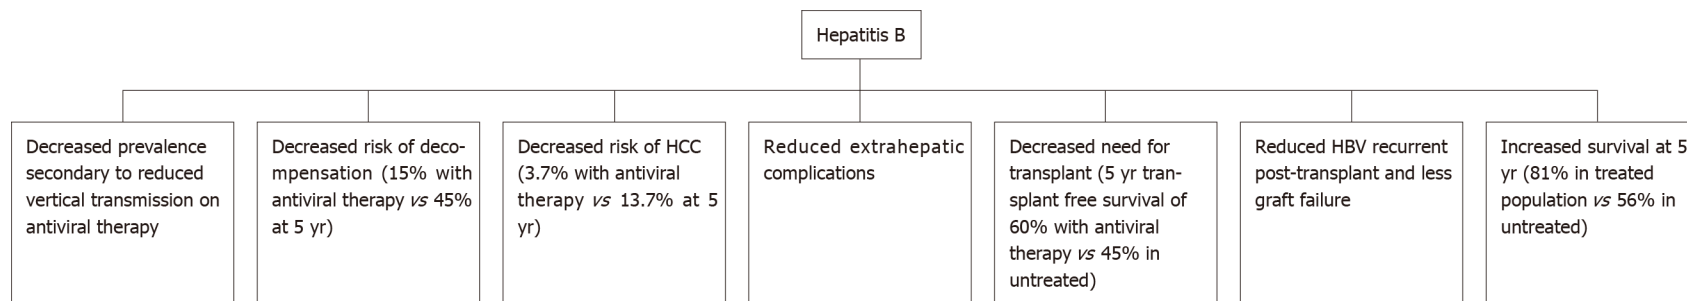 Hepatitis B
Decreased prevalence
secondary to reduced
vertical transmission on
antiviral therapy
Decreased risk of deco-
mpensation (15% with
antiviral therapy vs 45%
at 5 yr)
Decreased risk of HCC
(3.7% with antiviral
therapy vs 13.7% at 5
yr)
Reduced extrahepatic
complications
Decreased need for
transplant (5 yr tran-
splant free survival of
60% with antiviral
therapy vs 45% in
untreated)
Reduced HBV recurrent
post-transplant and less
graft failure
Increased survival at 5
yr (81% in treated
population vs 56% in
untreated)